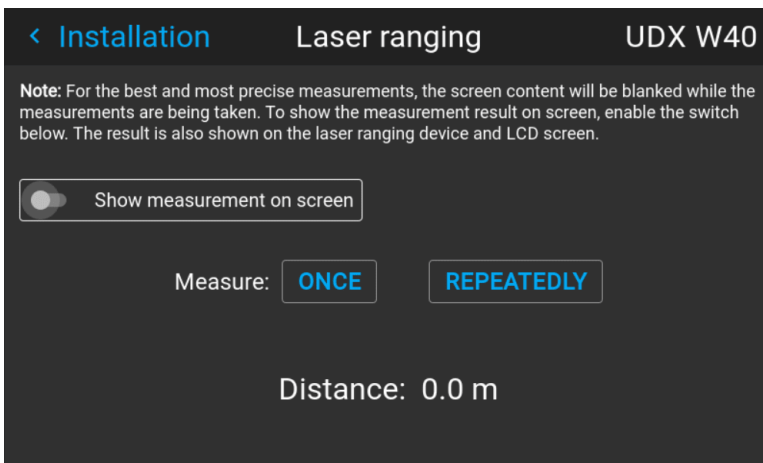 Installation Laser ranging UDX W40
Note: For the best and most precise measurements, the screen content will be blanked while the
measurements are being taken. To show the measurement result on screen, enable the switch
below. The result is also shown on the laser ranging device and LCD screen.
Show measurement on screen
Measure: ONCE REPEATEDLY
Distance: 0.0 m